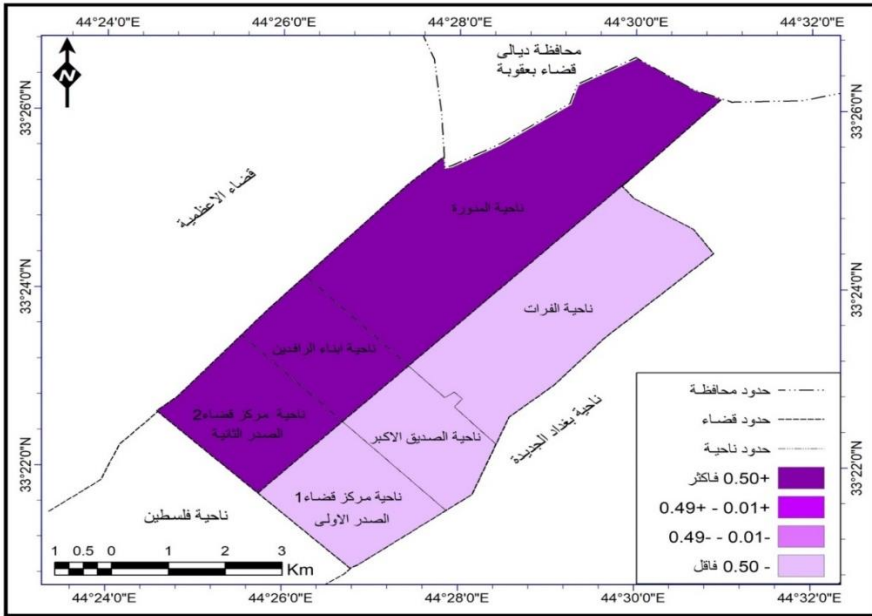 44°24'0"E 44°26'0"E 44°28'0"E 44°30'0"E 44°32'0"E
N
محافظة ديالى
قضاء بعقوبة
33°26'0"N 33°26'0"N
قضاء الاعظمية
ناحية المنورة
33°24'0"N 33°24'0"N
ناحية الفرات
ناحية ابناء الرافدين
ناحية مركز قضاء2
الصدر الثانية
ناحية الصديق الاكبر
ناحية بغداد الجديدة
33°22'0"N 33°22'0"N
ناحية مركز قضاء1
الصدر الاولى
ناحية فلسطين
حدود محافظة
حدود قضاء
حدود ناحية
+0.50 فاكثر
+0.01 - +0.49
-0.01 - -0.49
- 0.50 فاقل
1 0.5 0 1 2 3
Km
44°24'0"E 44°26'0"E 44°28'0"E 44°30'0"E 44°32'0"E